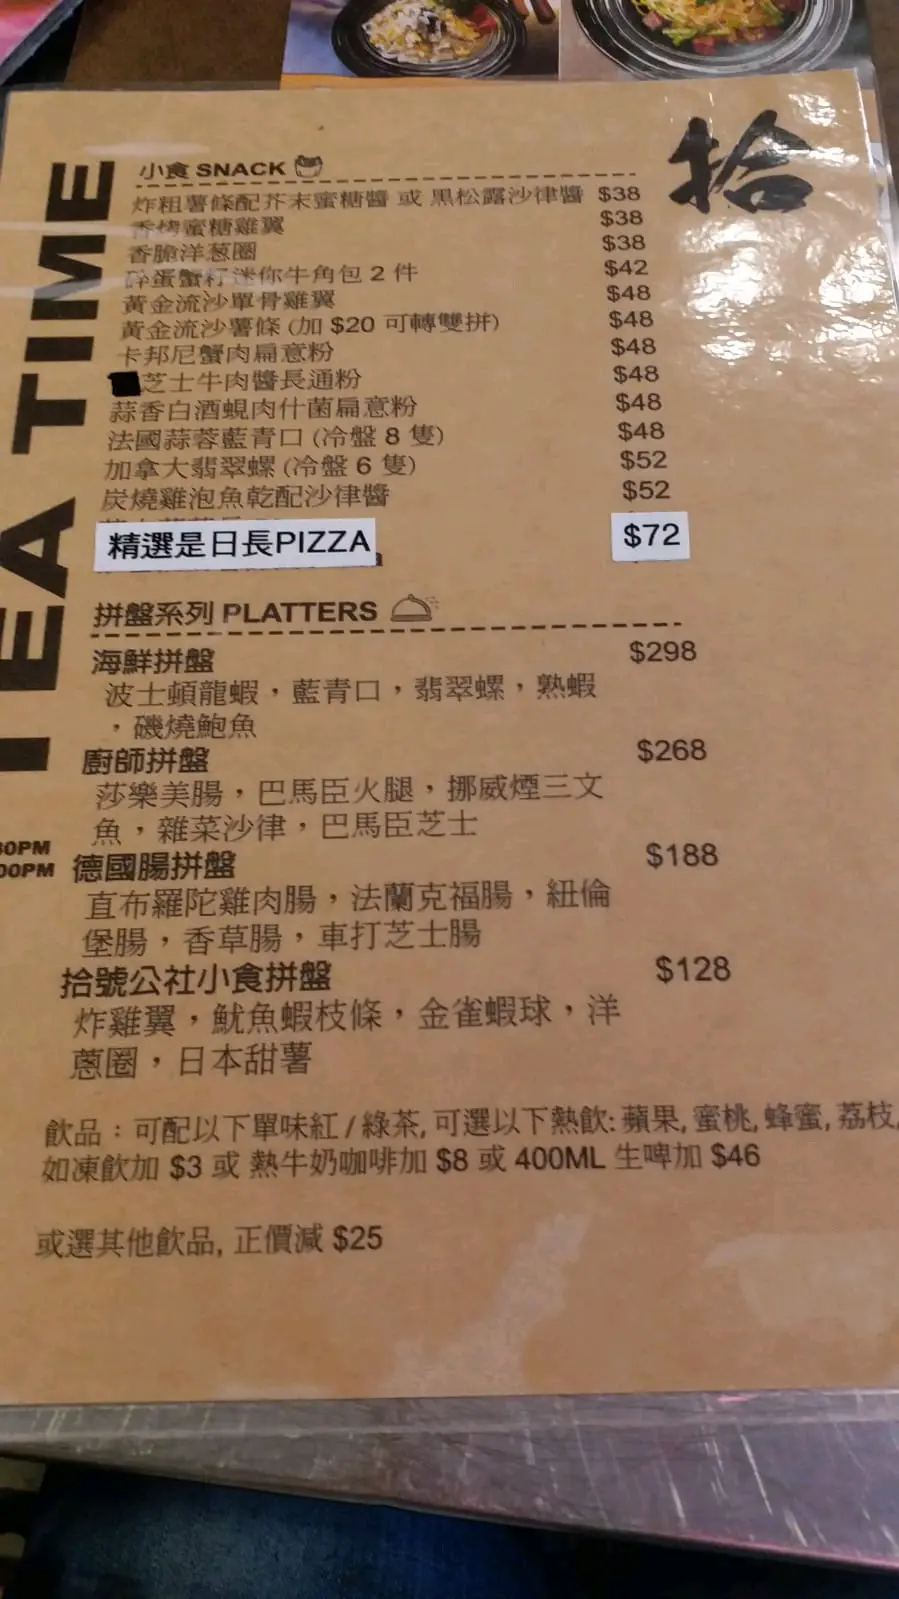 拾
TEA TIME
小食 SNACK
炸粗薯條配芥末蜜糖醬 或 黑松露沙律醬 $38
香烤蜜糖雞翼 $38
香脆洋葱圈 $38
碎蛋蟹籽迷你牛角包 2 件 $42
黃金流沙單骨雞翼 $48
黃金流沙薯條 (加 $20 可轉雙拼) $48
卡邦尼蟹肉扁意粉 $48
芝士牛肉醬長通粉 $48
蒜香白酒蜆肉什菌扁意粉 $48
法國蒜蓉藍青口 (冷盤 8 隻) $48
加拿大翡翠螺 (冷盤 6 隻) $52
炭燒雞泡魚乾配沙律醬 $52
精選是日長PIZZA $72
拼盤系列 PLATTERS
海鮮拼盤 $298
波士頓龍蝦，藍青口，翡翠螺，熟蝦
，磯燒鮑魚
廚師拼盤 $268
莎樂美腸，巴馬臣火腿，挪威煙三文
魚，雜菜沙律，巴馬臣芝士
德國腸拼盤 $188
直布羅陀雞肉腸，法蘭克福腸，紐倫
堡腸，香草腸，車打芝士腸
拾號公社小食拼盤 $128
炸雞翼，魷魚蝦枝條，金雀蝦球，洋
蔥圈，日本甜薯
30PM
00PM
飲品：可配以下單味紅 / 綠茶, 可選以下熱飲: 蘋果, 蜜桃, 蜂蜜, 荔枝,
如凍飲加 $3 或 熱牛奶咖啡加 $8 或 400ML 生啤加 $46
或選其他飲品, 正價減 $25